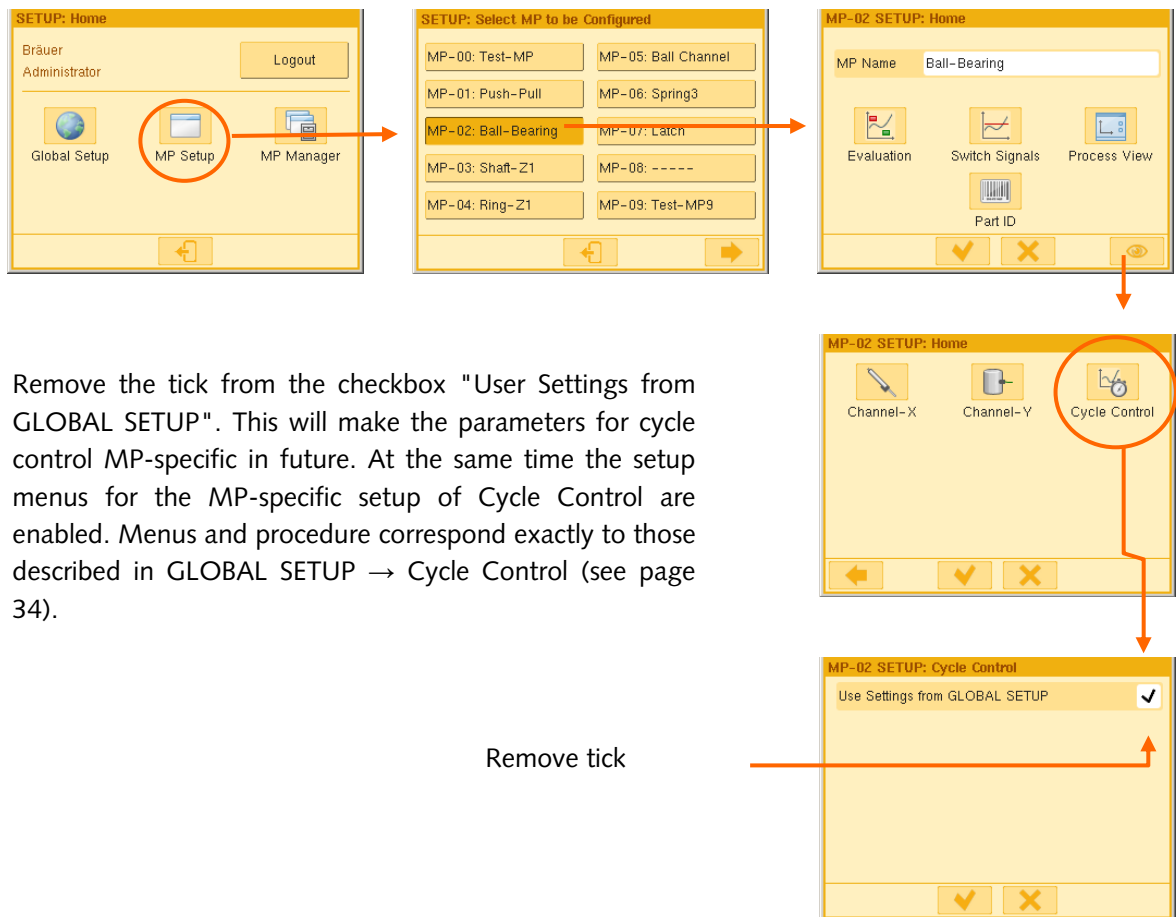 SETUP: Home
Bräuer
Administrator
Logout
Global Setup
MP Setup
MP Manager
SETUP: Select MP to be Configured
MP-00: Test-MP
MP-05: Ball Channel
MP-01: Push-Pull
MP-06: Spring3
MP-02: Ball-Bearing
MP-07: Latch
MP-03: Shaft-Z1
MP-08: -----
MP-04: Ring-Z1
MP-09: Test-MP9
MP-02 SETUP: Home
MP Name
Ball-Bearing
Evaluation
Switch Signals
Process View
Part ID
MP-02 SETUP: Home
Channel-X
Channel-Y
Cycle Control
Remove the tick from the checkbox "User Settings from
GLOBAL SETUP". This will make the parameters for cycle
control MP-specific in future. At the same time the setup
menus for the MP-specific setup of Cycle Control are
enabled. Menus and procedure correspond exactly to those
described in GLOBAL SETUP → Cycle Control (see page
34).
MP-02 SETUP: Cycle Control
Use Settings from GLOBAL SETUP
Remove tick